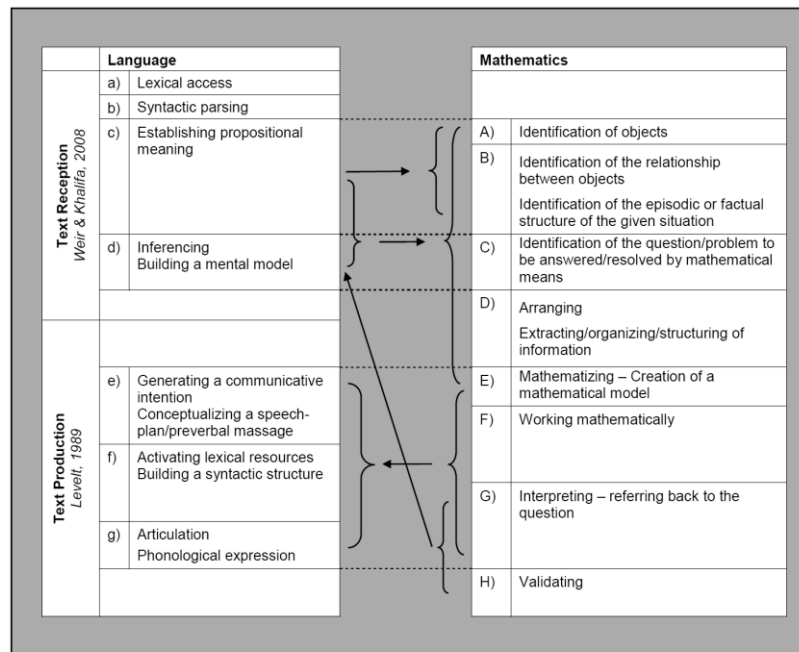 Language
Text Reception
Weir & Khalifa, 2008
a) Lexical access
b) Syntactic parsing
c) Establishing propositional
meaning
d) Inferencing
Building a mental model
Text Production
Levelt, 1989
e) Generating a communicative
intention
Conceptualizing a speech-
plan/preverbal massage
f) Activating lexical resources
Building a syntactic structure
g) Articulation
Phonological expression
Mathematics
A) Identification of objects
B) Identification of the relationship
between objects
Identification of the episodic or factual
structure of the given situation
C) Identification of the question/problem to
be answered/resolved by mathematical
means
D) Arranging
Extracting/organizing/structuring of
information
E) Mathematizing – Creation of a
mathematical model
F) Working mathematically
G) Interpreting – referring back to the
question
H) Validating